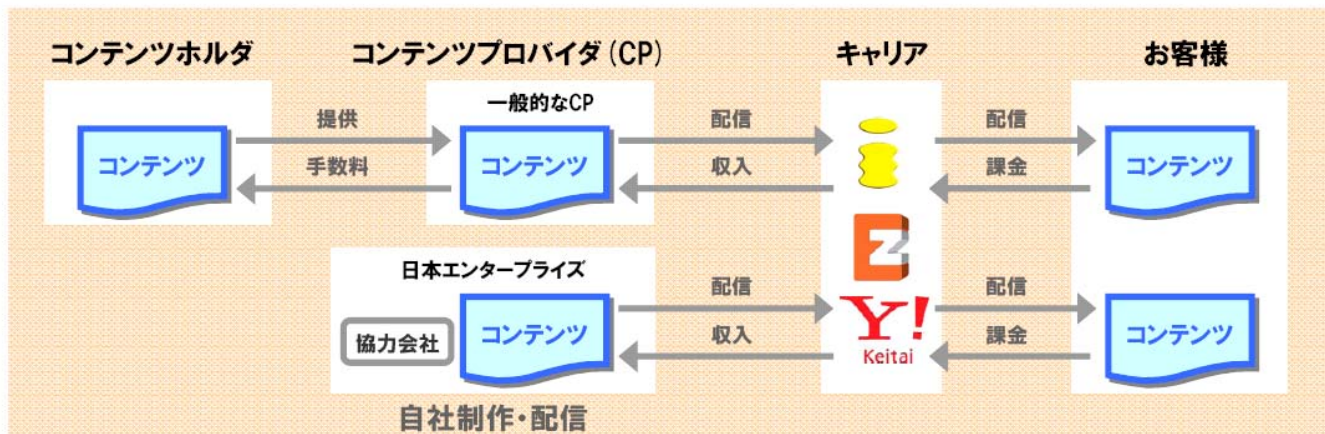 コンテンツホルダ
コンテンツプロバイダ(CP)
キャリア
お客様
一般的なCP
コンテンツ
提供
手数料
コンテンツ
配信
収入
配信
課金
コンテンツ
日本エンタープライズ
協力会社
コンテンツ
配信
収入
EZ
Y!
Keitai
配信
課金
コンテンツ
自社制作・配信